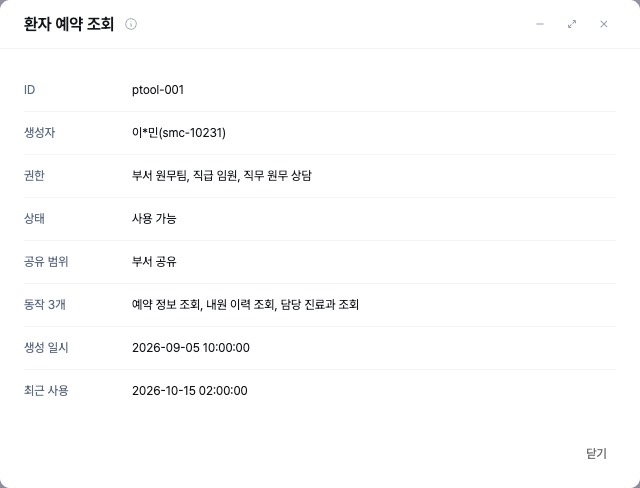 환자 예약 조회
ID ptool-001
생성자 이*민(smc-10231)
권한 부서 원무팀, 직급 임원, 직무 원무 상담
상태 사용 가능
공유 범위 부서 공유
동작 3개 예약 정보 조회, 내원 이력 조회, 담당 진료과 조회
생성 일시 2026-09-05 10:00:00
최근 사용 2026-10-15 02:00:00
닫기